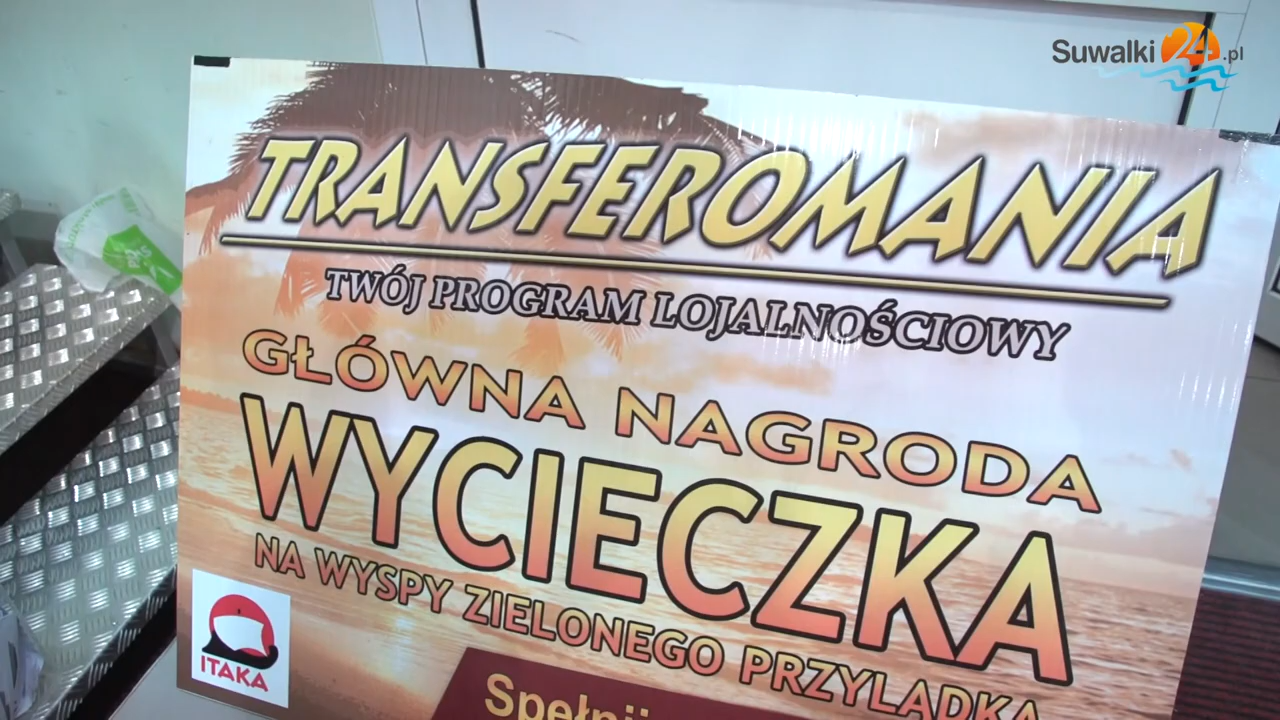 Suwalki24.pl
TRANSFEROMANIA
TWÓJ PROGRAM LOJALNOŚCIOWY
GŁÓWNA NAGRODA
WYCIECZKA
NA WYSPY ZIELONEGO PRZYLĄDKA
ITAKA